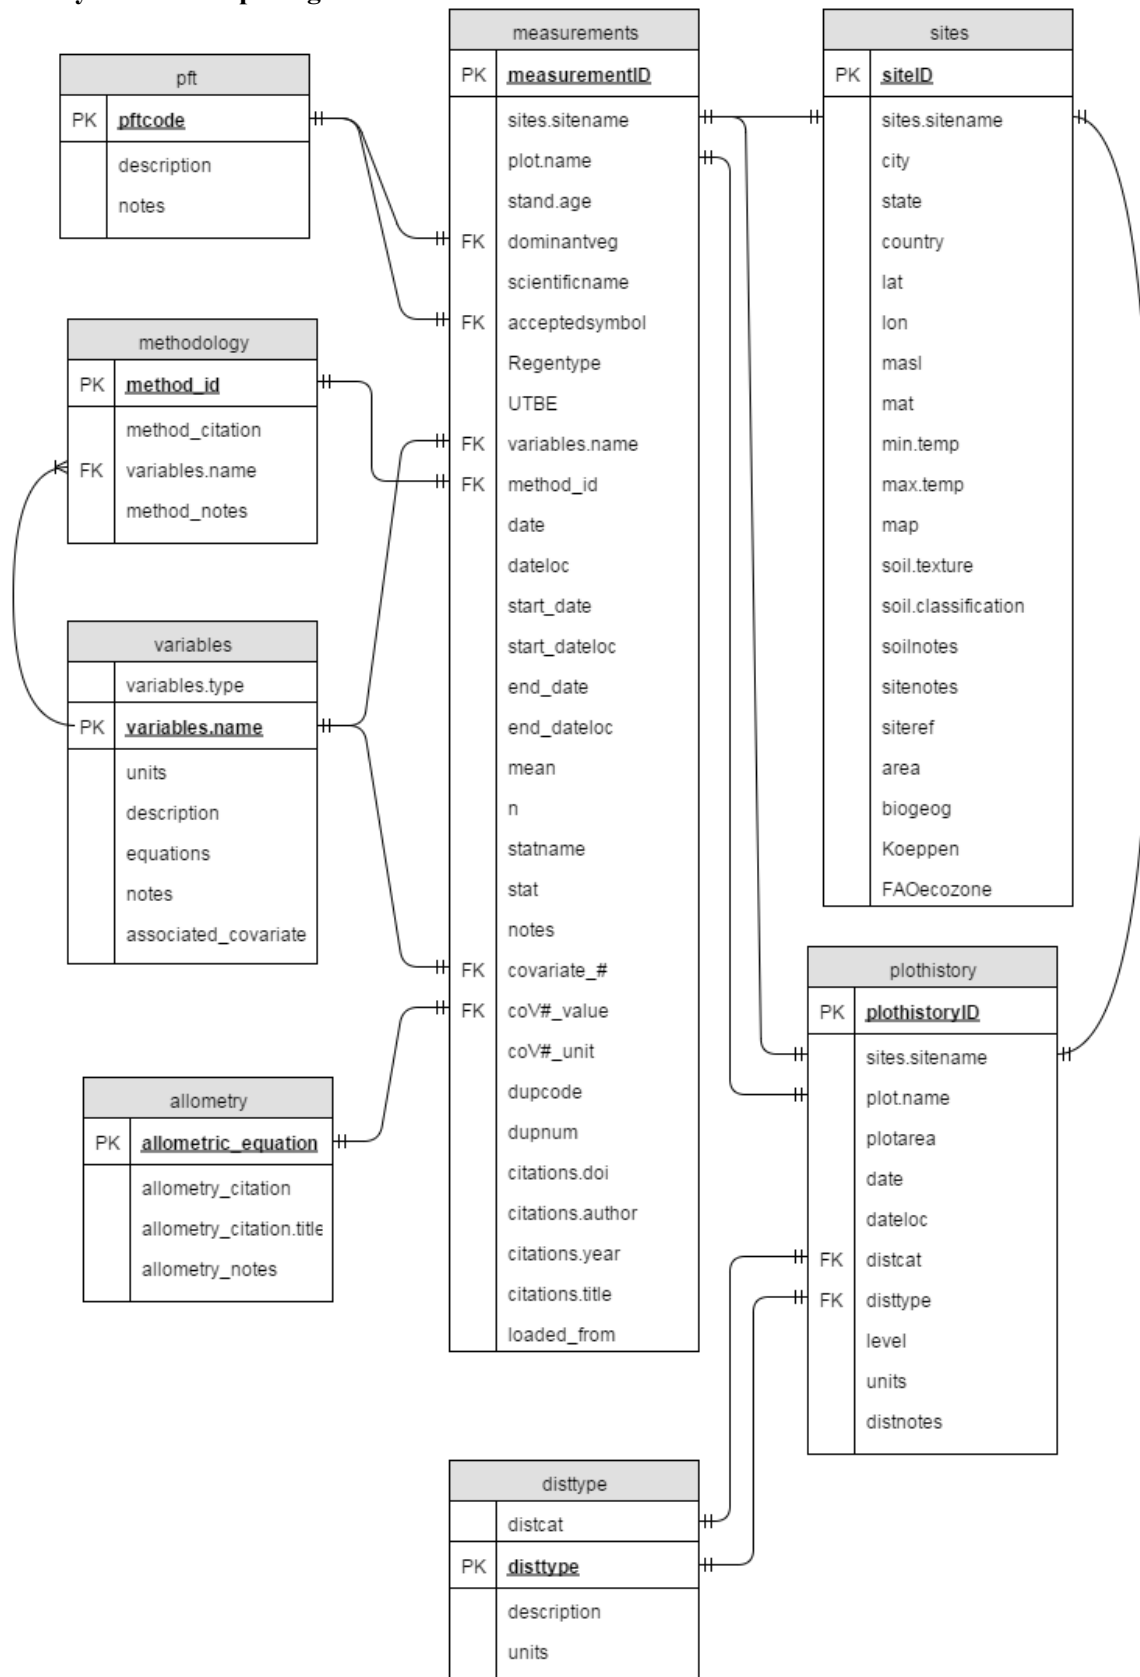 measurements
PK measurementID
sites.sitename
plot.name
stand.age
FK dominantveg
scientificname
FK acceptedsymbol
Regentype
UTBE
FK variables.name
FK method_id
date
dateloc
start_date
start_dateloc
end_date
end_dateloc
mean
n
statname
stat
notes
FK covariate_#
FK coV#_value
coV#_unit
dupcode
dupnum
citations.doi
citations.author
citations.year
citations.title
loaded_from
sites
PK siteID
sites.sitename
city
state
country
lat
lon
masl
mat
min.temp
max.temp
map
soil.texture
soil.classification
soilnotes
sitenotes
siteref
area
biogeog
Koeppen
FAOecozone
pft
PK pftcode
description
notes
methodology
PK method_id
method_citation
FK variables.name
method_notes
variables
variables.type
PK variables.name
units
description
equations
notes
associated_covariate
allometry
PK allometric_equation
allometry_citation
allometry_citation.title
allometry_notes
plothistory
PK plothistoryID
sites.sitename
plot.name
plotarea
date
dateloc
FK distcat
FK disttype
level
units
distnotes
disttype
distcat
PK disttype
description
units